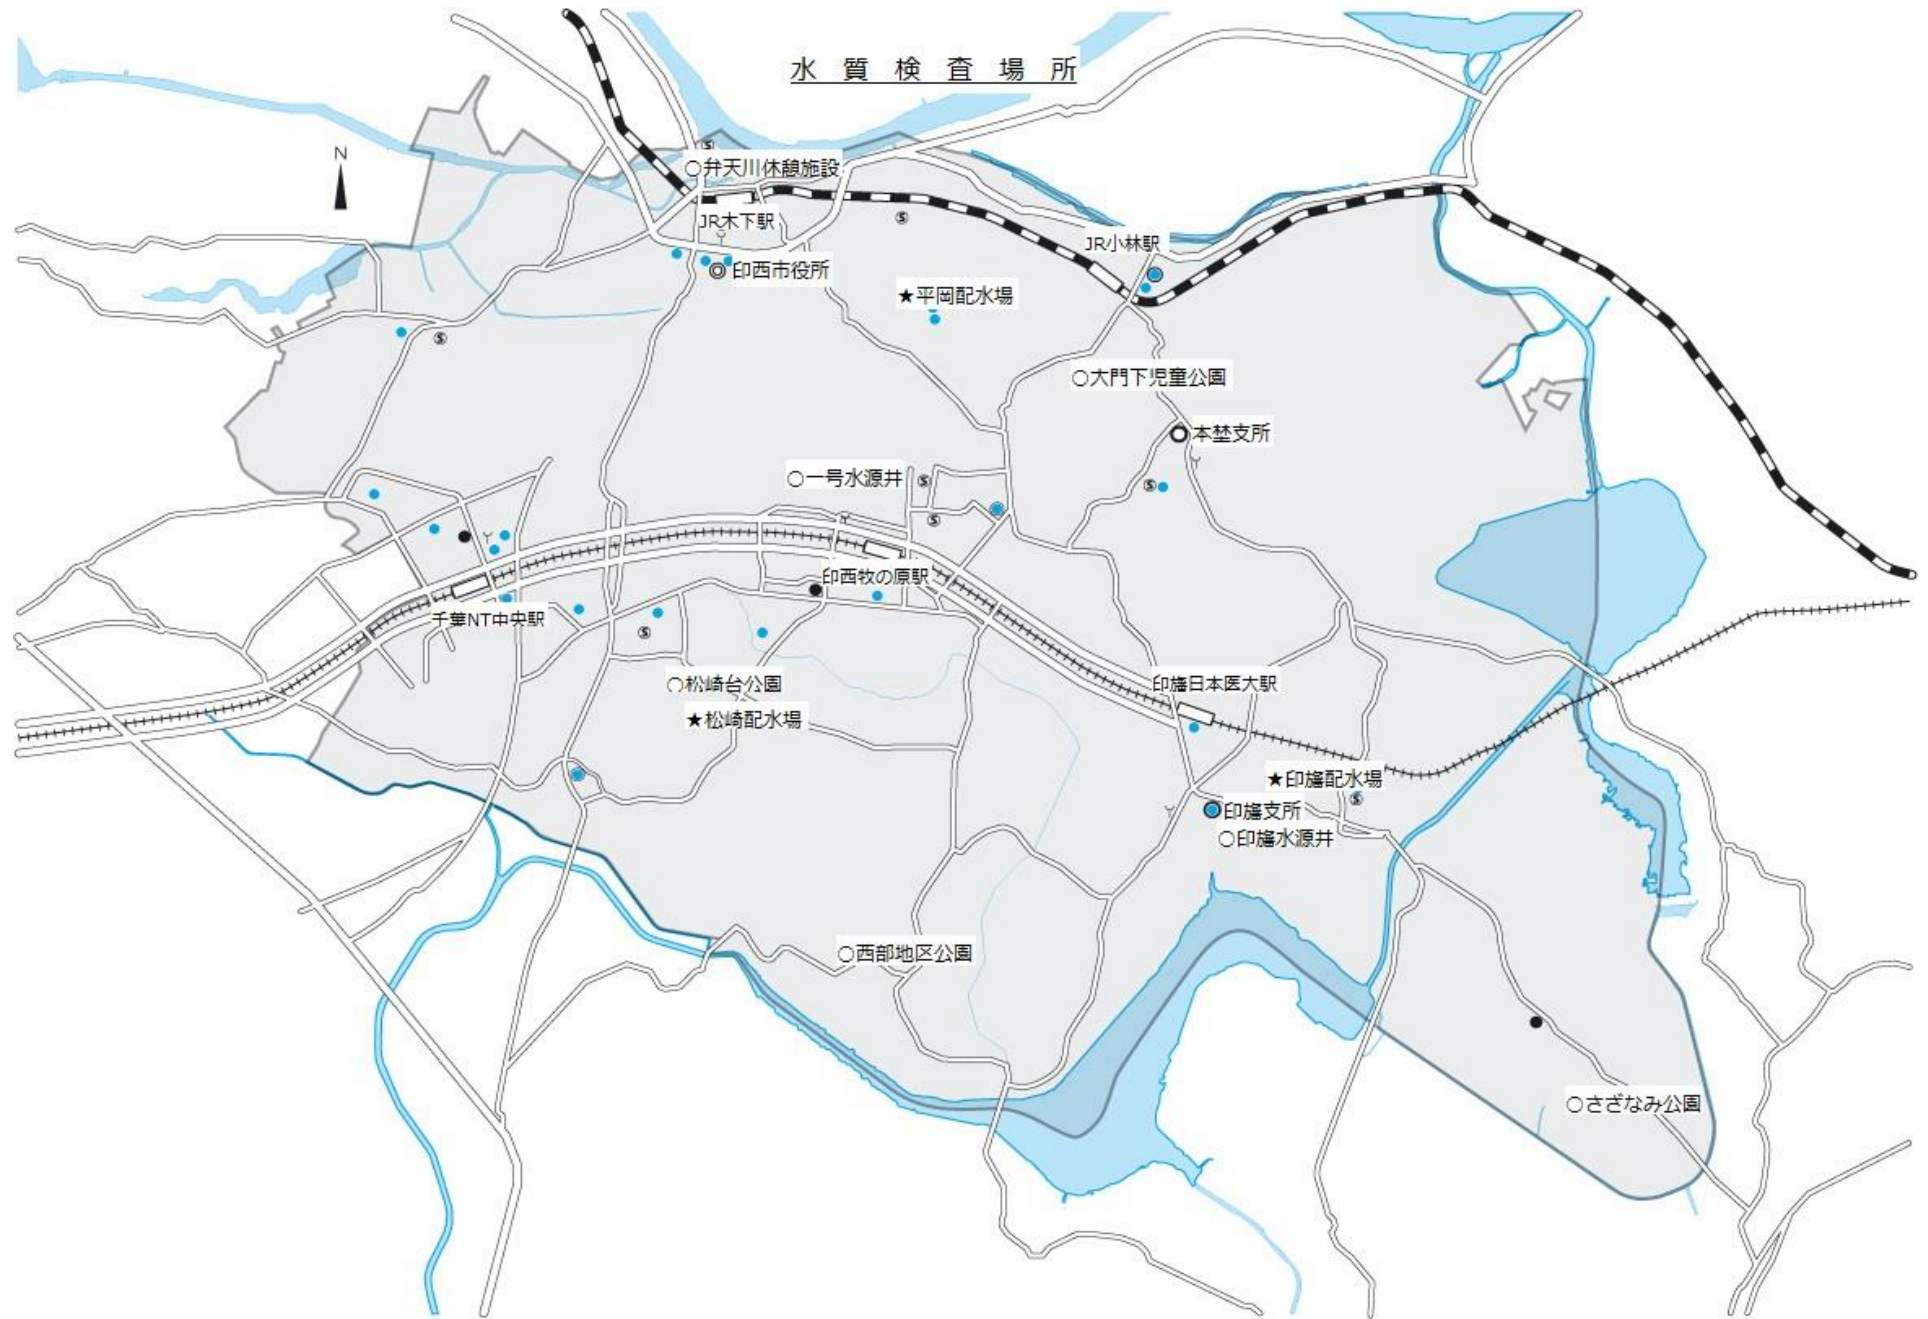 水質検査場所
N
○弁天川休憩施設
JR木下駅
JR小林駅
◎印西市役所
★平岡配水場
○大門下児童公園
本埜支所
○一号水源井
印西牧の原駅
千葉NT中央駅
○松崎台公園
印旛日本医大駅
★松崎配水場
★印旛配水場
印旛支所
○印旛水源井
○西部地区公園
○さざなみ公園